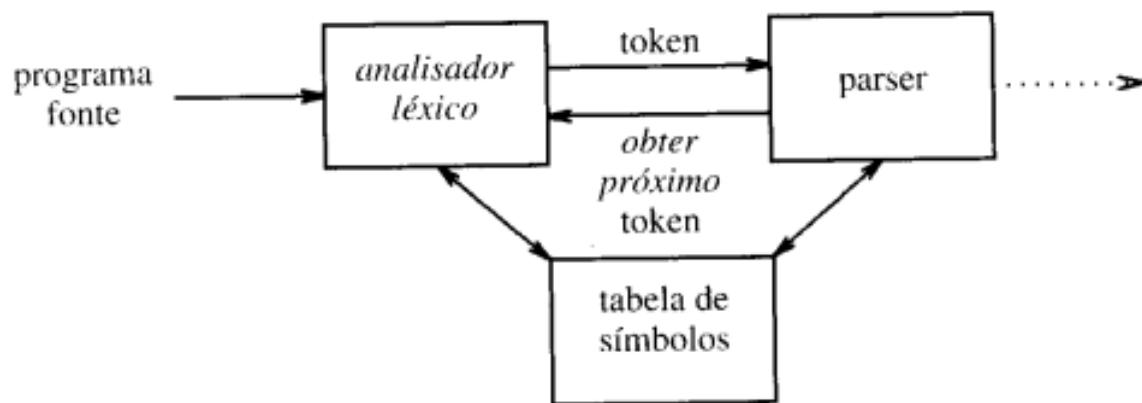 programa
fonte
analisador
léxico
token
obter
próximo
token
parser
tabela de
símbolos